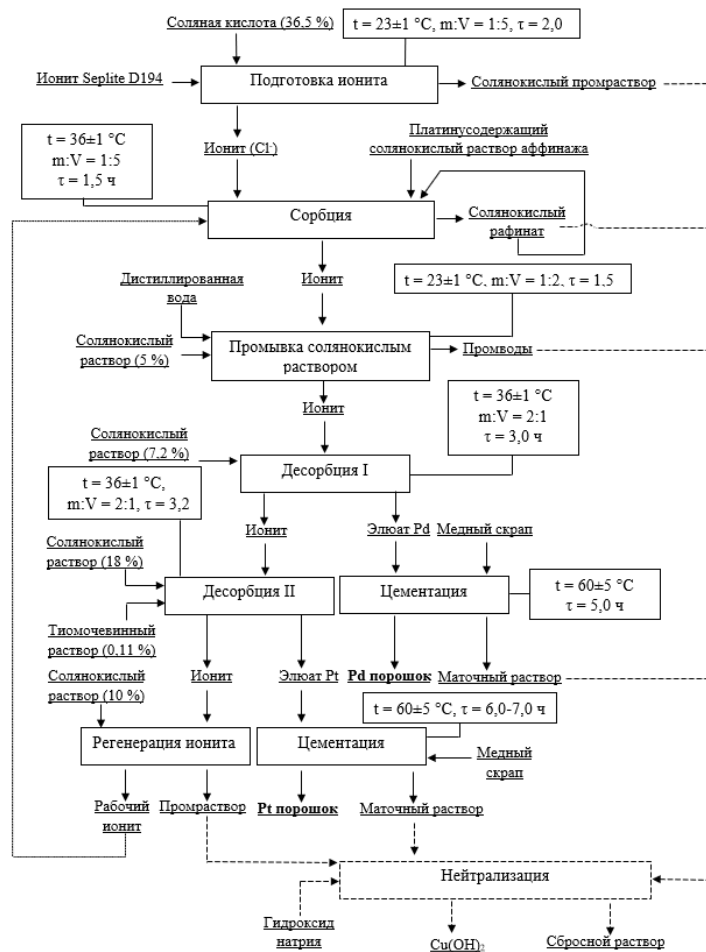 Соляная кислота (36,5 %)
t = 23±1 °C, m:V = 1:5, τ = 2,0
Ионит Seplite D194
Подготовка ионита
Солянокислый промраствор
t = 36±1 °C
m:V = 1:5
τ = 1,5 ч
Ионит (Cl-)
Платинусодержащий
солянокислый раствор аффинажа
Сорбция
Солянокислый
рафинат
Ионит
t = 23±1 °C, m:V = 1:2, τ = 1,5
Дистиллированная
вода
Солянокислый
раствор (5 %)
Промывка солянокислым
раствором
Промводы
Ионит
t = 36±1 °C
m:V = 2:1
τ = 3,0 ч
Солянокислый
раствор (7,2 %)
Десорбция I
t = 36±1 °C,
m:V = 2:1, τ = 3,2
Ионит
Элюат Pd
Медный скрап
Солянокислый
раствор (18 %)
Десорбция II
Цементация
t = 60±5 °C
τ = 5,0 ч
Тиомочевинный
раствор (0,11 %)
Ионит
Элюат Pt
Pd порошок
Маточный раствор
Солянокислый
раствор (10 %)
t = 60±5 °C, τ = 6,0-7,0 ч
Регенерация ионита
Цементация
Медный
скрап
Рабочий
ионит
Промраствор
Pt порошок
Маточный раствор
Нейтрализация
Гидроксид
натрия
Cu(OH)₂
Сбросной раствор